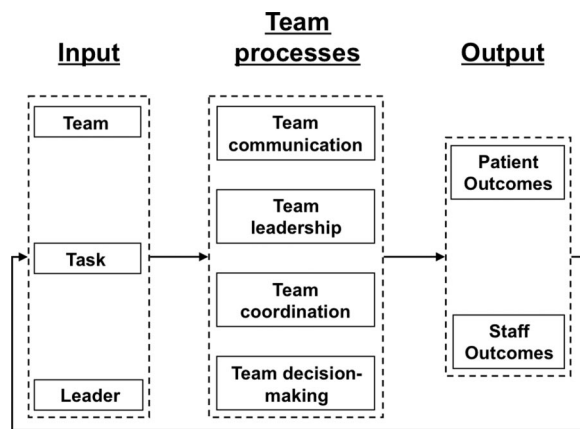 Input
Team
processes
Output
Team
Task
Leader
Team
communication
Team
leadership
Team
coordination
Team decision-
making
Patient
Outcomes
Staff
Outcomes